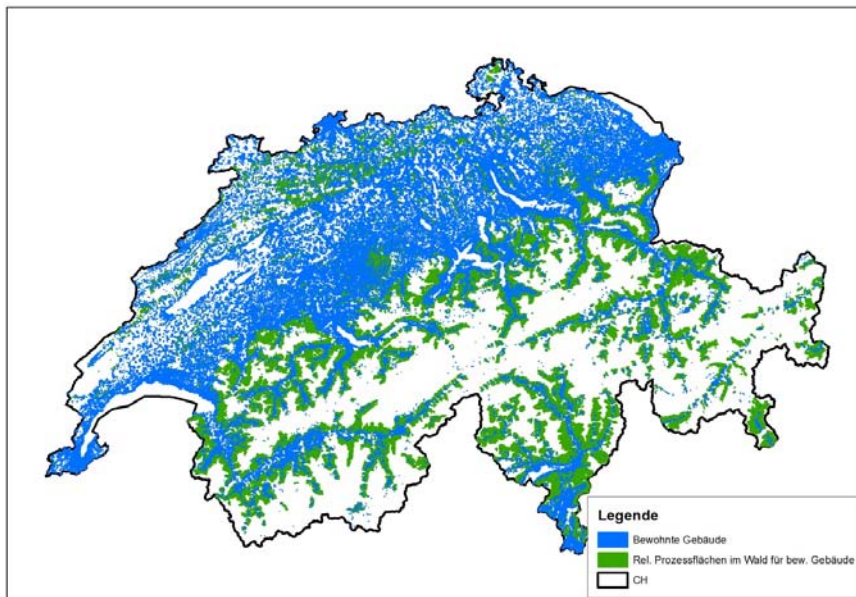 Legende
Bewohnte Gebäude
Rel. Prozessflächen im Wald für bew. Gebäude
CH